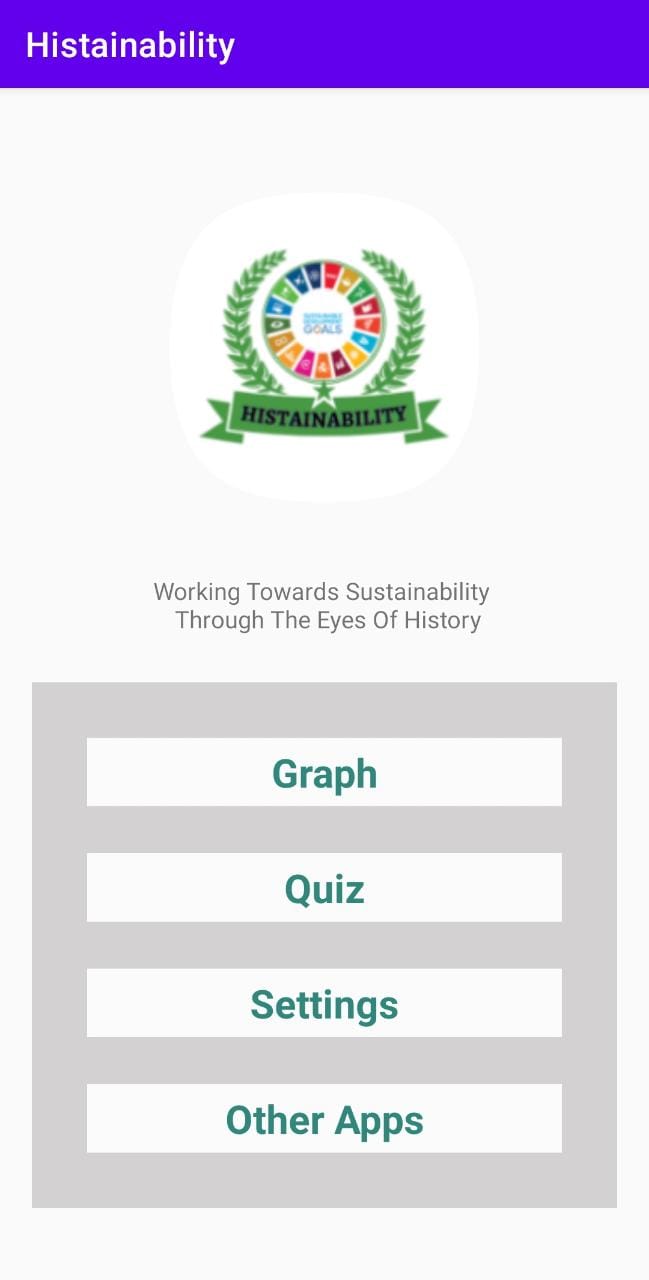 Histainability
SUSTAINABLE
DEVELOPMENT
GOALS
HISTAINABILITY
Working Towards Sustainability
Through The Eyes Of History
Graph
Quiz
Settings
Other Apps